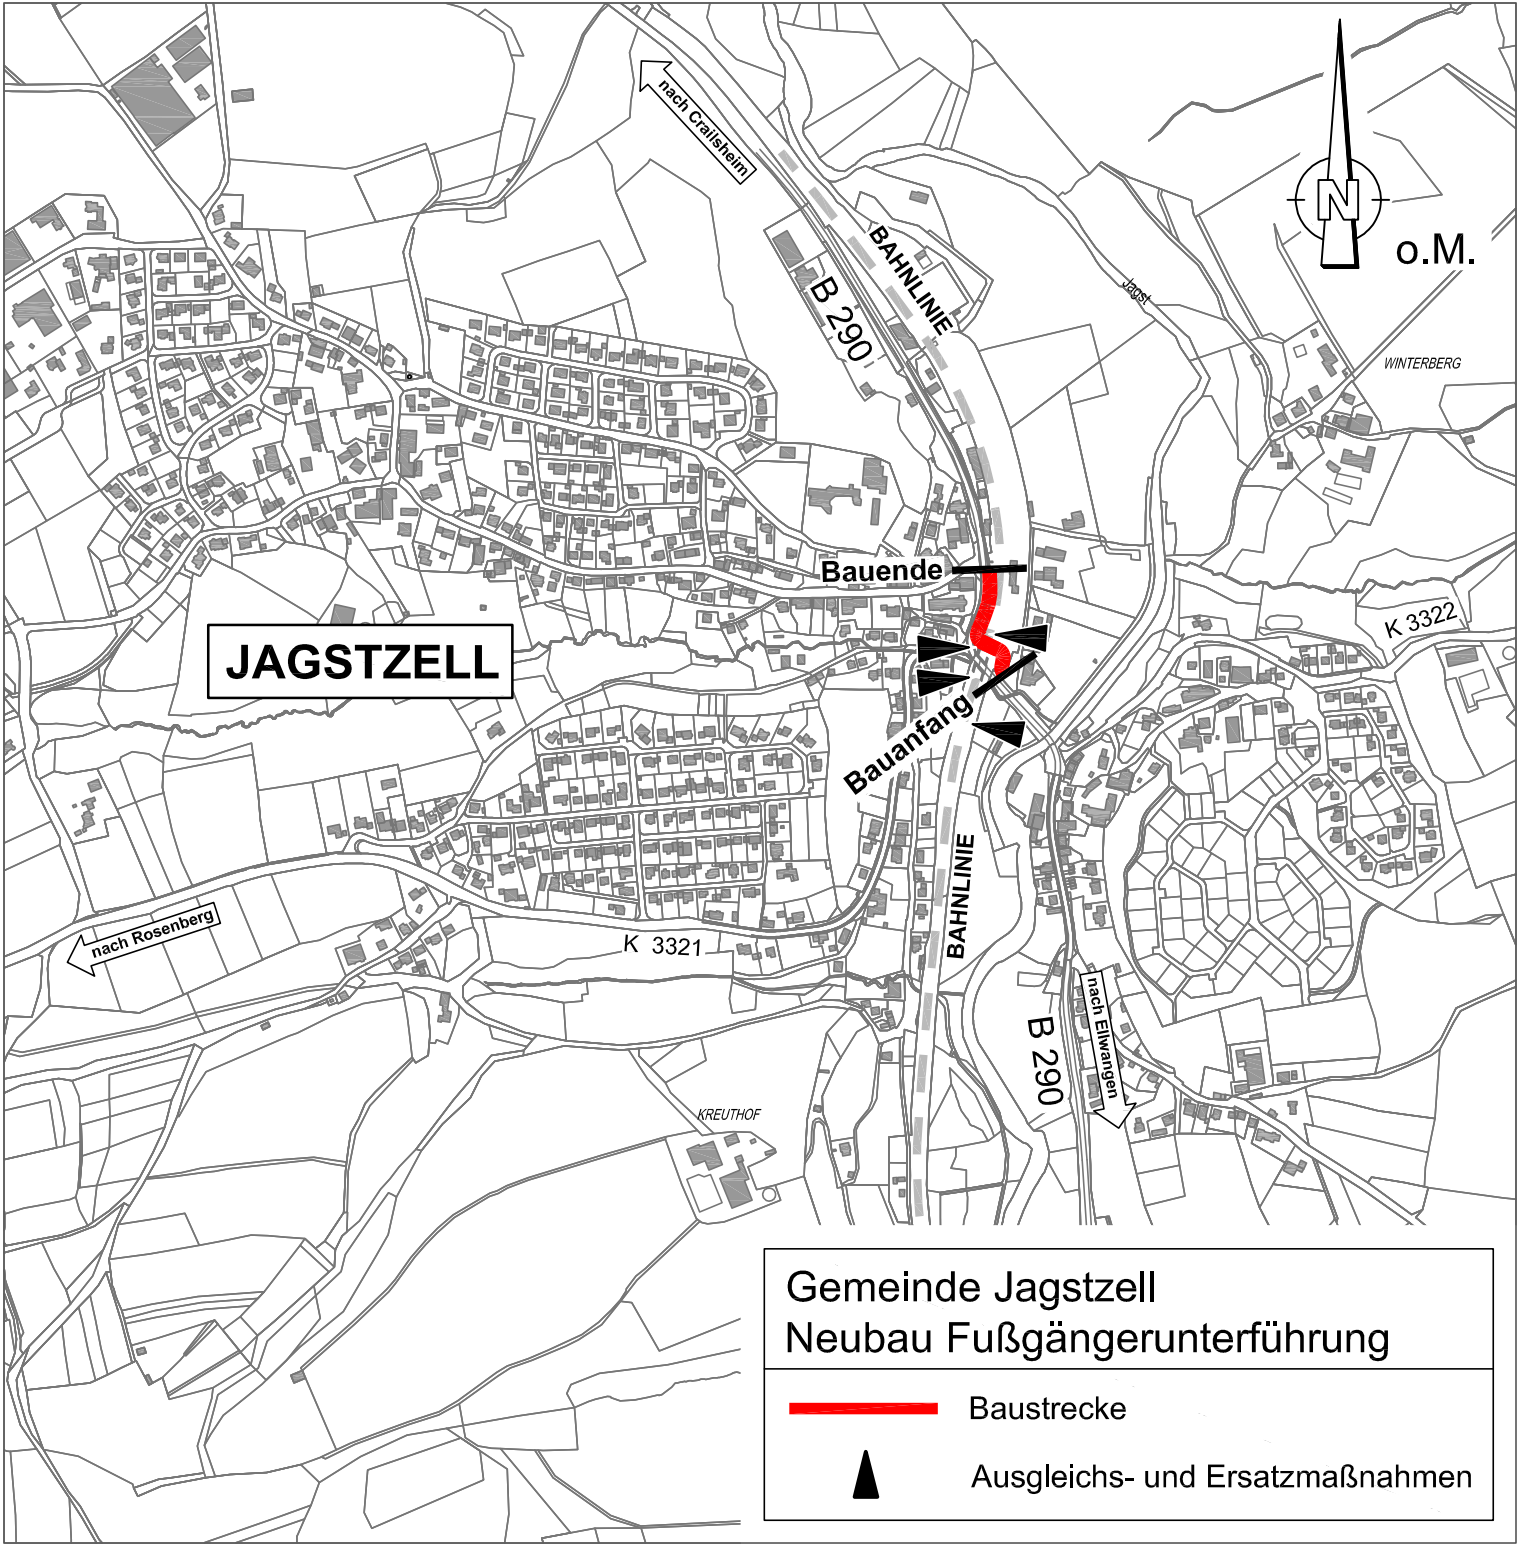 nach Crailsheim
N
o.M.
BAHNLINIE
B 290
Jagst
WINTERBERG
Bauende
K 3322
JAGSTZELL
Bauanfang
BAHNLINIE
nach Rosenberg
K 3321
nach Ellwangen
B 290
KREUTHOF
Gemeinde Jagstzell
Neubau Fußgängerunterführung
Baustrecke
Ausgleichs- und Ersatzmaßnahmen